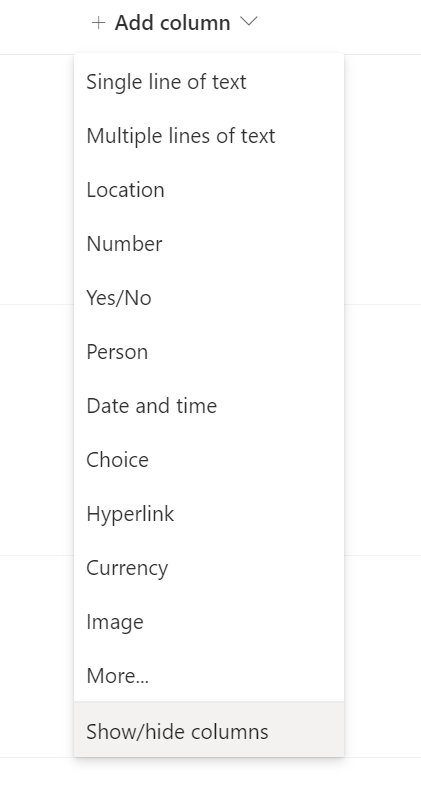 + Add column
Single line of text
Multiple lines of text
Location
Number
Yes/No
Person
Date and time
Choice
Hyperlink
Currency
Image
More...
Show/hide columns